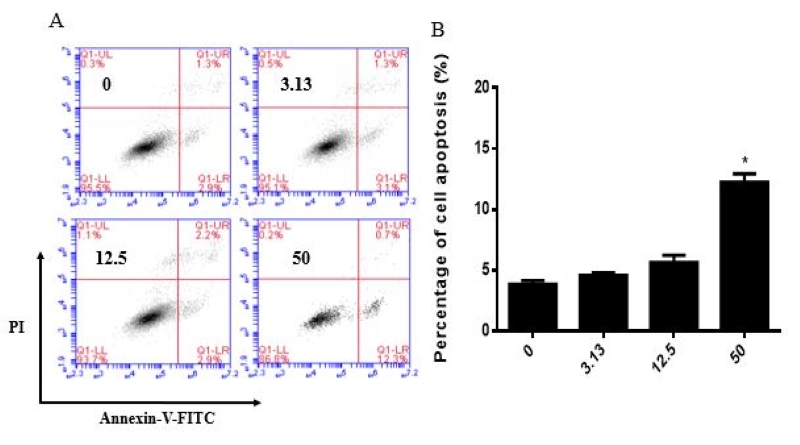 A
Q1-UL
0.3%
Q1-UR
1.3%
0
Q1-LL
95.5%
Q1-LR
2.9%
Q1-UL
0.5%
Q1-UR
1.3%
3.13
Q1-LL
95.1%
Q1-LR
3.1%
Q1-UL
1.1%
Q1-UR
2.2%
12.5
Q1-LL
93.7%
Q1-LR
2.9%
Q1-UL
0.2%
Q1-UR
0.7%
50
Q1-LL
86.8%
Q1-LR
12.3%
PI
Annexin-V-FITC
B
Percentage of cell apoptosis (%)
20
15
10
5
0
*
0
3.13
12.5
50